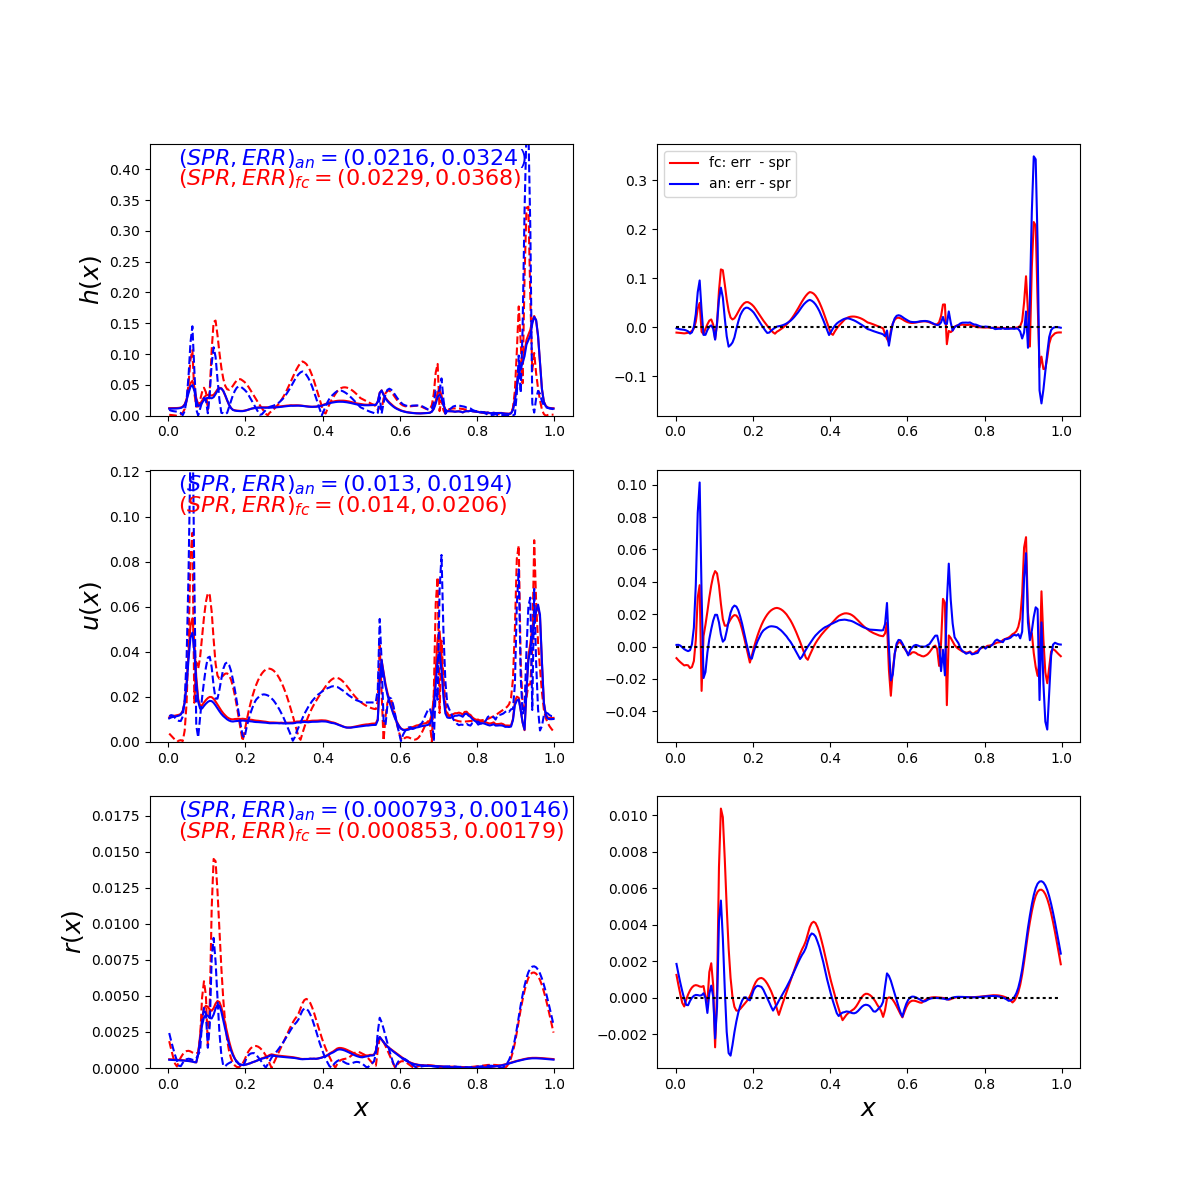 (SPR, ERR)an = (0.0216, 0.0324)
(SPR, ERR)fc = (0.0229, 0.0368)
h(x)
0.40
0.35
0.30
0.25
0.20
0.15
0.10
0.05
0.00
0.0 0.2 0.4 0.6 0.8 1.0
fc: err - spr
an: err - spr
0.3
0.2
0.1
0.0
−0.1
0.0 0.2 0.4 0.6 0.8 1.0
(SPR, ERR)an = (0.013, 0.0194)
(SPR, ERR)fc = (0.014, 0.0206)
u(x)
0.12
0.10
0.08
0.06
0.04
0.02
0.00
0.0 0.2 0.4 0.6 0.8 1.0
0.10
0.08
0.06
0.04
0.02
0.00
−0.02
−0.04
0.0 0.2 0.4 0.6 0.8 1.0
(SPR, ERR)an = (0.000793, 0.00146)
(SPR, ERR)fc = (0.000853, 0.00179)
r(x)
0.0175
0.0150
0.0125
0.0100
0.0075
0.0050
0.0025
0.0000
0.0 0.2 0.4 0.6 0.8 1.0
x
0.010
0.008
0.006
0.004
0.002
0.000
−0.002
0.0 0.2 0.4 0.6 0.8 1.0
x